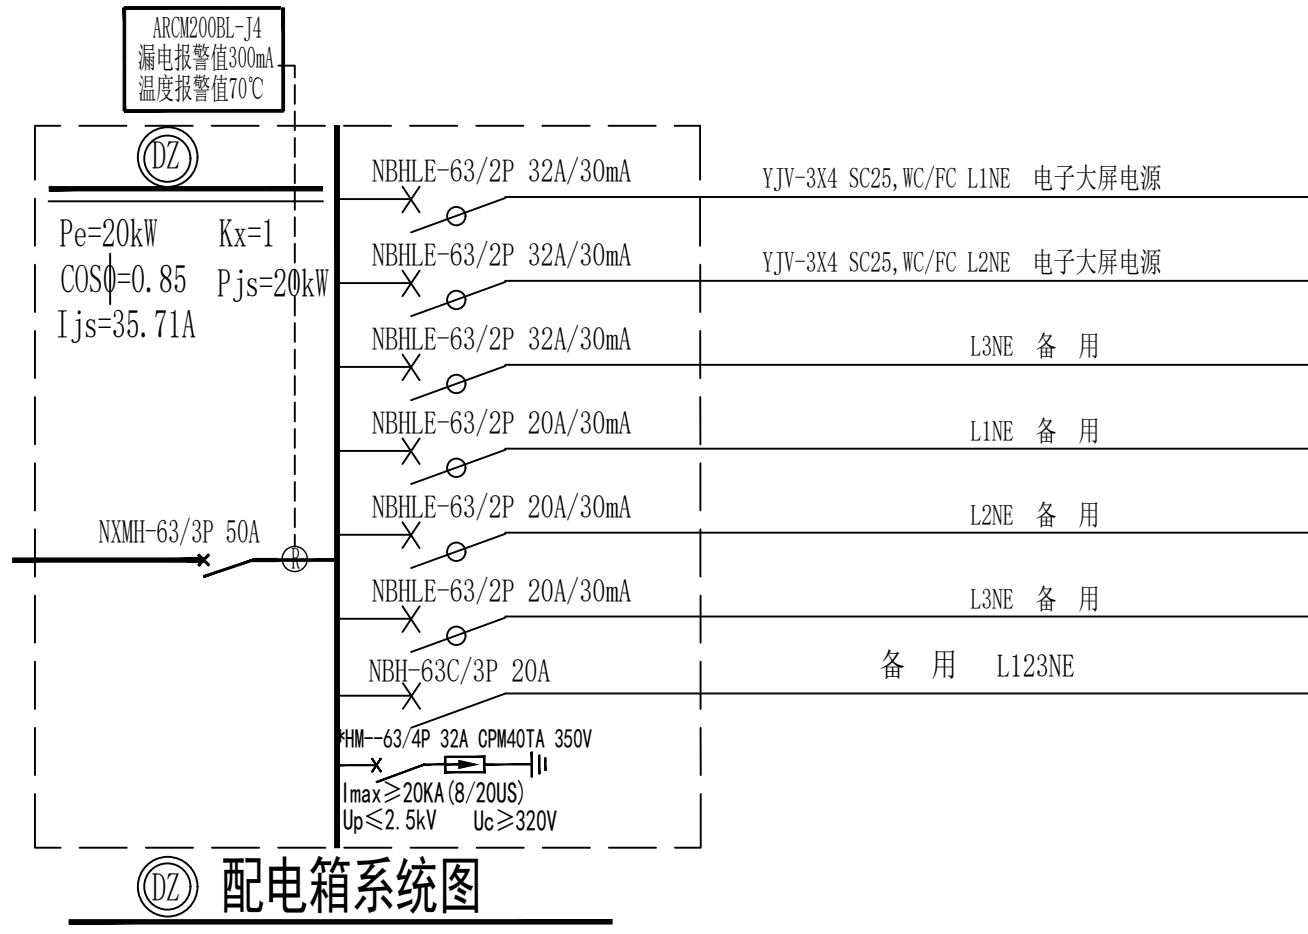 ARCM200BL-J4
漏电报警值300mA
温度报警值70℃
DZ
Pe=20kW Kx=1
COSϕ=0.85 Pjs=20kW
Ijs=35.71A
NXMH-63/3P 50A
R
NBHLE-63/2P 32A/30mA YJV-3X4 SC25,WC/FC L1NE 电子大屏电源
NBHLE-63/2P 32A/30mA YJV-3X4 SC25,WC/FC L2NE 电子大屏电源
NBHLE-63/2P 32A/30mA L3NE 备 用
NBHLE-63/2P 20A/30mA L1NE 备 用
NBHLE-63/2P 20A/30mA L2NE 备 用
NBHLE-63/2P 20A/30mA L3NE 备 用
NBH-63C/3P 20A 备 用 L123NE
*HM--63/4P 32A CPM40TA 350V
Imax≥20KA(8/20US)
Up≤2.5kV Uc≥320V
DZ 配电箱系统图